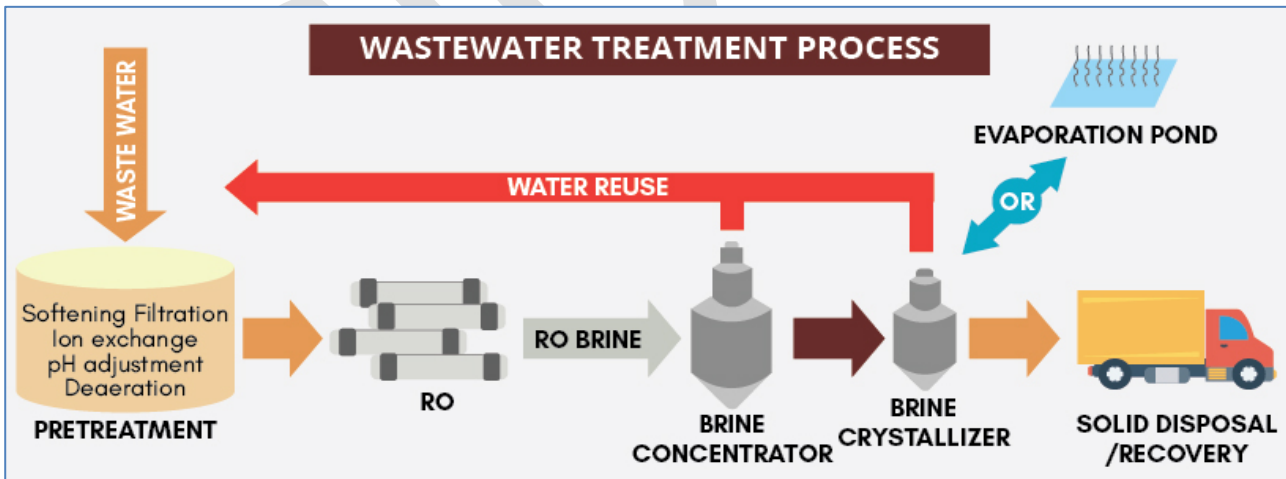 WASTEWATER TREATMENT PROCESS
WASTE WATER
EVAPORATION POND
WATER REUSE
OR
Softening Filtration
Ion exchange
pH adjustment
Deaeration
PRETREATMENT
RO
RO BRINE
BRINE
CONCENTRATOR
BRINE
CRYSTALLIZER
SOLID DISPOSAL
/RECOVERY